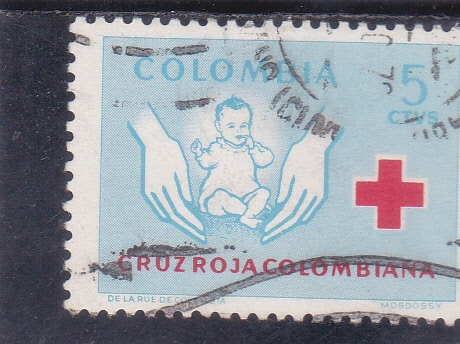 COLOMBIA 5
CTVS
CRUZ ROJA COLOMBIANA
DE LA RUE DE COLOMBIA MOSDOSSY